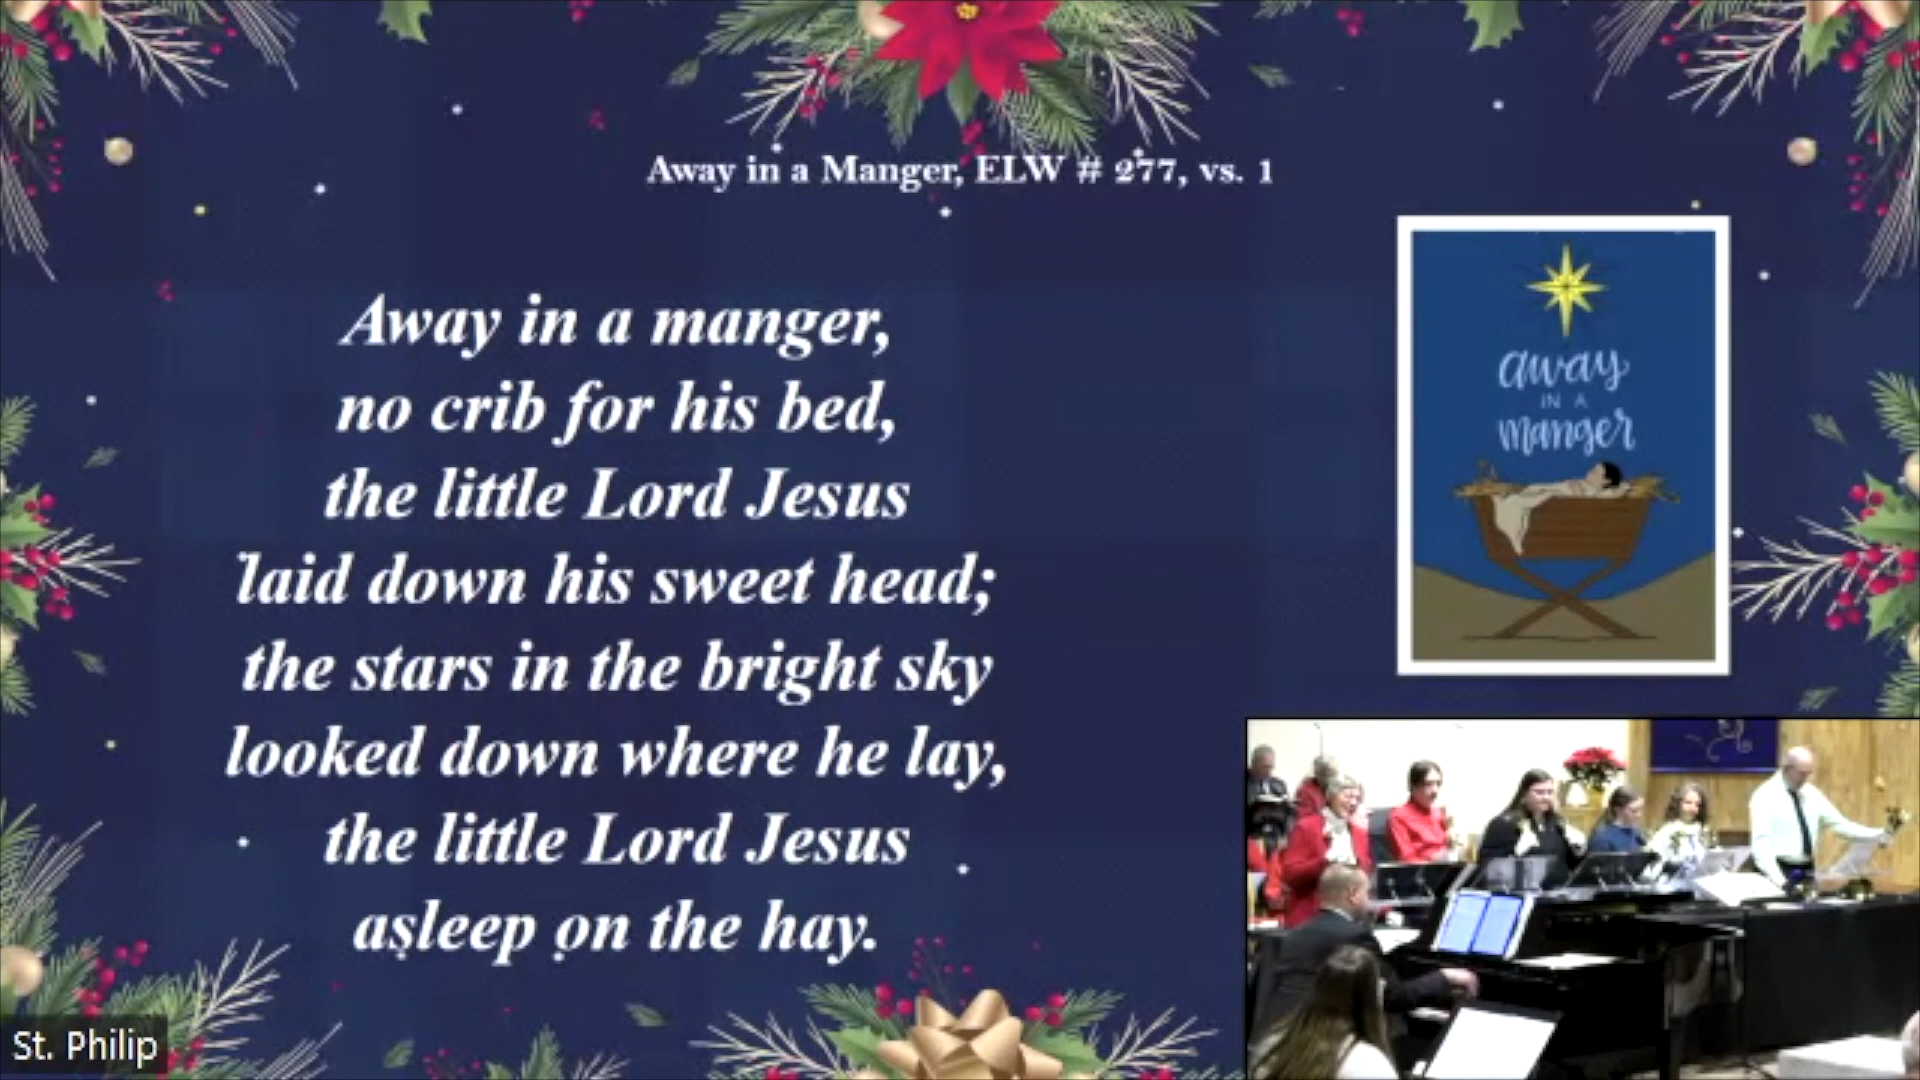 Away in a Manger, ELW # 277, vs. 1
Away in a manger,
no crib for his bed,
the little Lord Jesus
laid down his sweet head;
the stars in the bright sky
looked down where he lay,
the little Lord Jesus
asleep on the hay.
away
IN A
manger
St. Philip